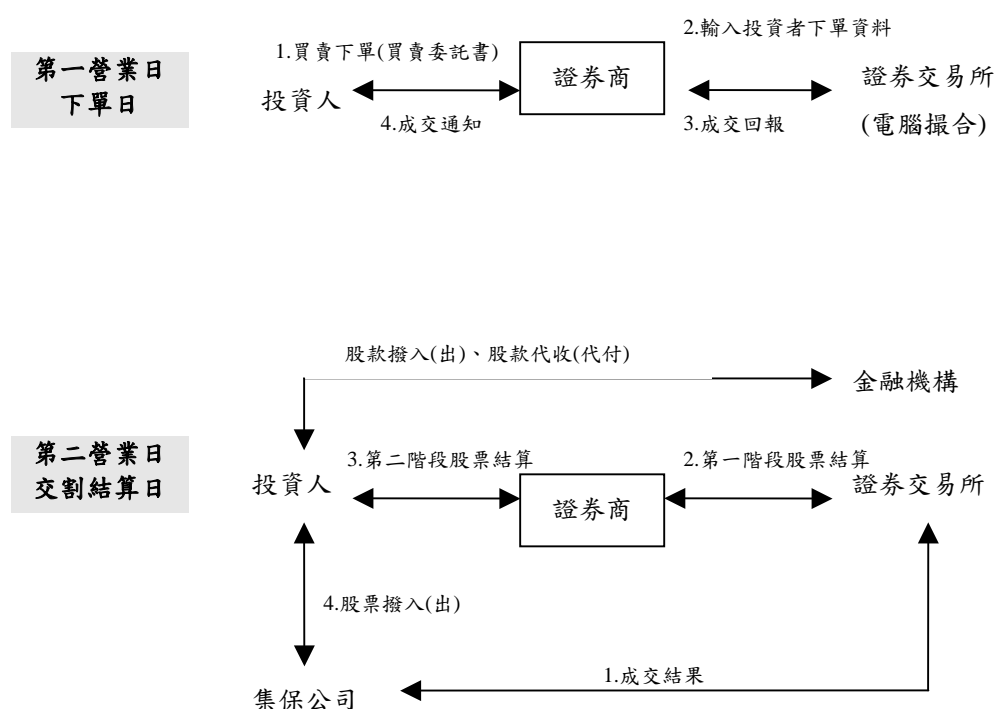 2.輸入投資者下單資料
1.買賣下單(買賣委託書)
第一營業日
下單日
投資人
證券商
證券交易所
(電腦撮合)
4.成交通知
3.成交回報
股款撥入(出)、股款代收(代付)
金融機構
第二營業日
交割結算日
3.第二階段股票結算
2.第一階段股票結算
投資人
證券商
證券交易所
4.股票撥入(出)
1.成交結果
集保公司